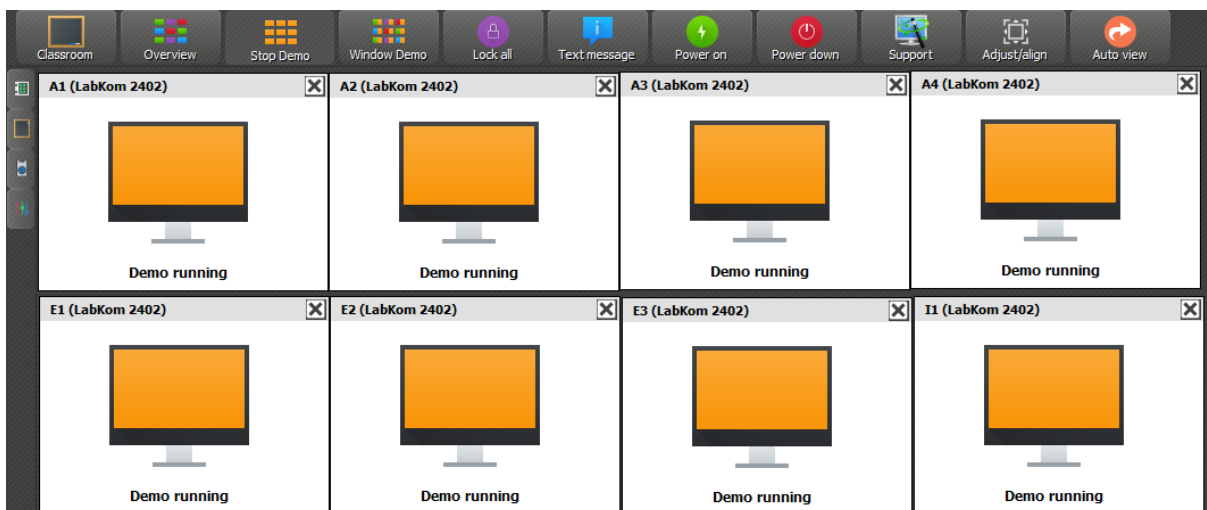 Classroom Overview Stop Demo Window Demo Lock all Text message Power on Power down Support Adjust/align Auto view
A1 (LabKom 2402) A2 (LabKom 2402) A3 (LabKom 2402) A4 (LabKom 2402)
Demo running Demo running Demo running Demo running
E1 (LabKom 2402) E2 (LabKom 2402) E3 (LabKom 2402) I1 (LabKom 2402)
Demo running Demo running Demo running Demo running